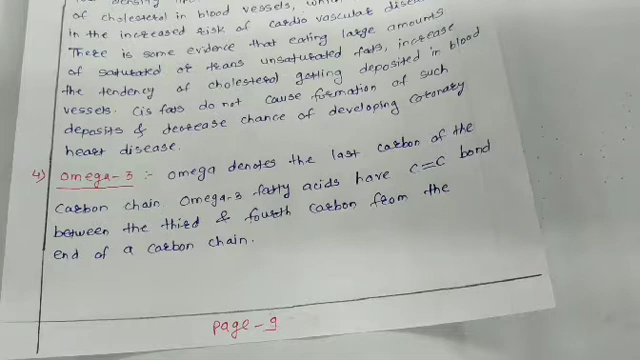 of cholesterol in blood vessels,
in the increased risk of cardio vascular
There is some evidence that eating large amounts
of saturated or trans unsaturated fats, increase
the tendency of cholesterol getting deposited in blood
vessels. Cis fats do not cause formation of such
deposits & decrease chance of developing coronary
heart disease.
4) Omega-3 :- omega denotes the last carbon of the
carbon chain. Omega-3 fatty acids have C=C bond
between the third & fourth carbon from the
end of a carbon chain.
Page-9